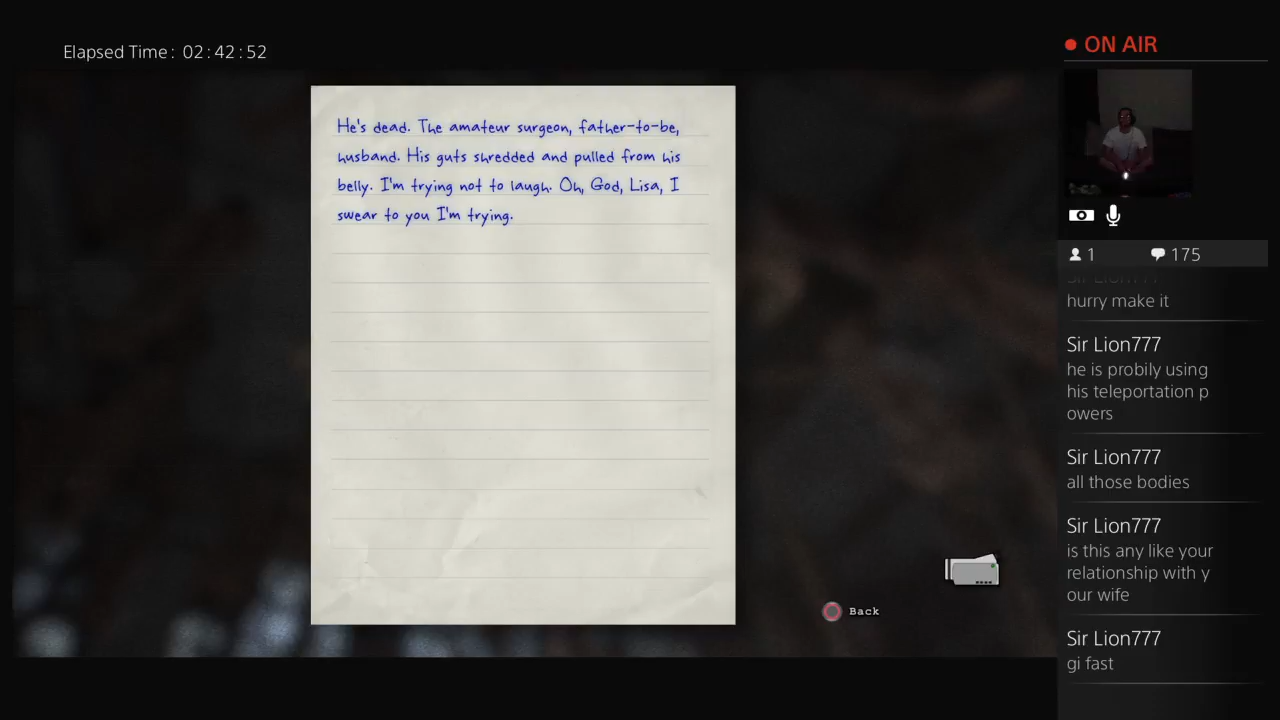 Elapsed Time: 02:42:52
ON AIR
He's dead. The amateur surgeon, father-to-be,
husband. His guts shredded and pulled from his
belly. I'm trying not to laugh. Oh, God, Lisa, I
swear to you I'm trying.
Back
1 175
Sir Lion777
hurry make it
Sir Lion777
he is probily using
his teleportation p
owers
Sir Lion777
all those bodies
Sir Lion777
is this any like your
relationship with y
our wife
Sir Lion777
gi fast